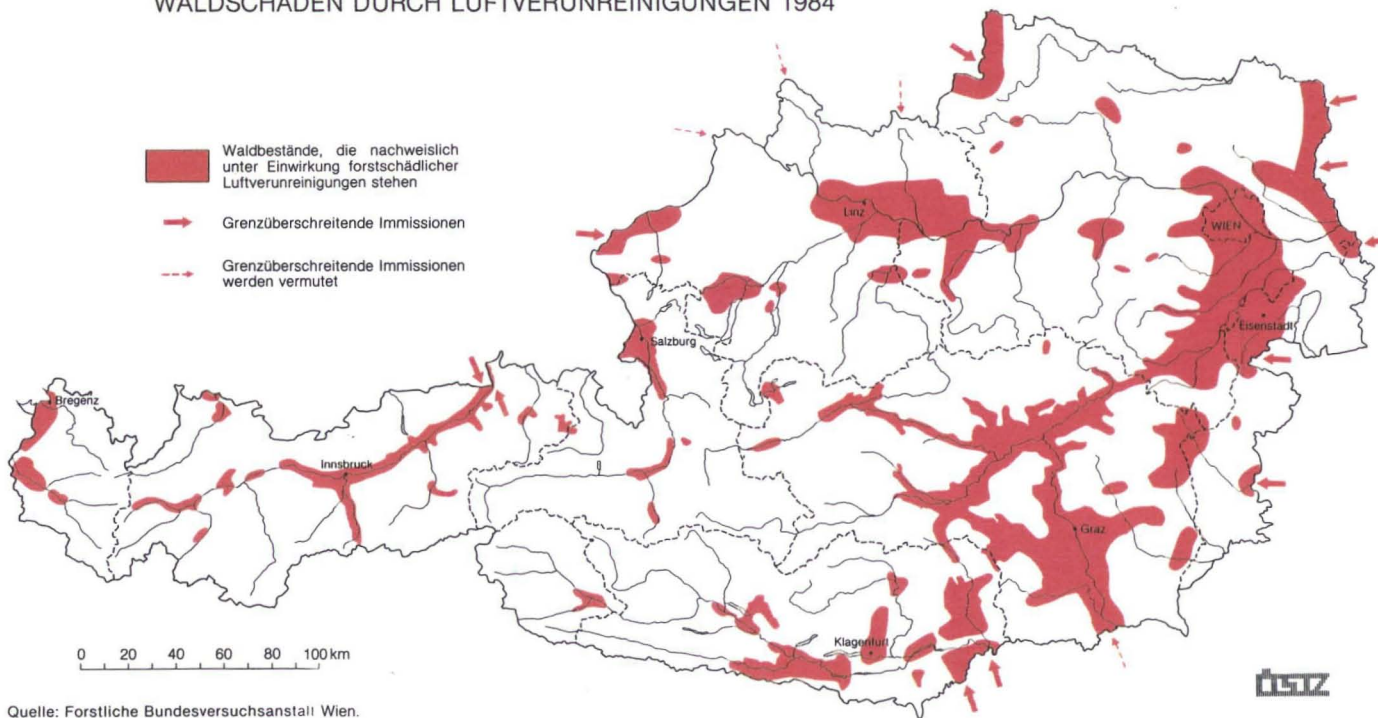 WALDSCHÄDEN DURCH LUFTVERUNREINIGUNGEN 1984
Waldbestände, die nachweislich
unter Einwirkung forstschädlicher
Luftverunreinigungen stehen
Grenzüberschreitende Immissionen
Grenzüberschreitende Immissionen
werden vermutet
Linz
WIEN
Eisenstadt
Salzburg
Bregenz
Innsbruck
Graz
Klagenfurt
0 20 40 60 80 100 km
ÖSTZ
Quelle: Forstliche Bundesversuchsanstalt Wien.